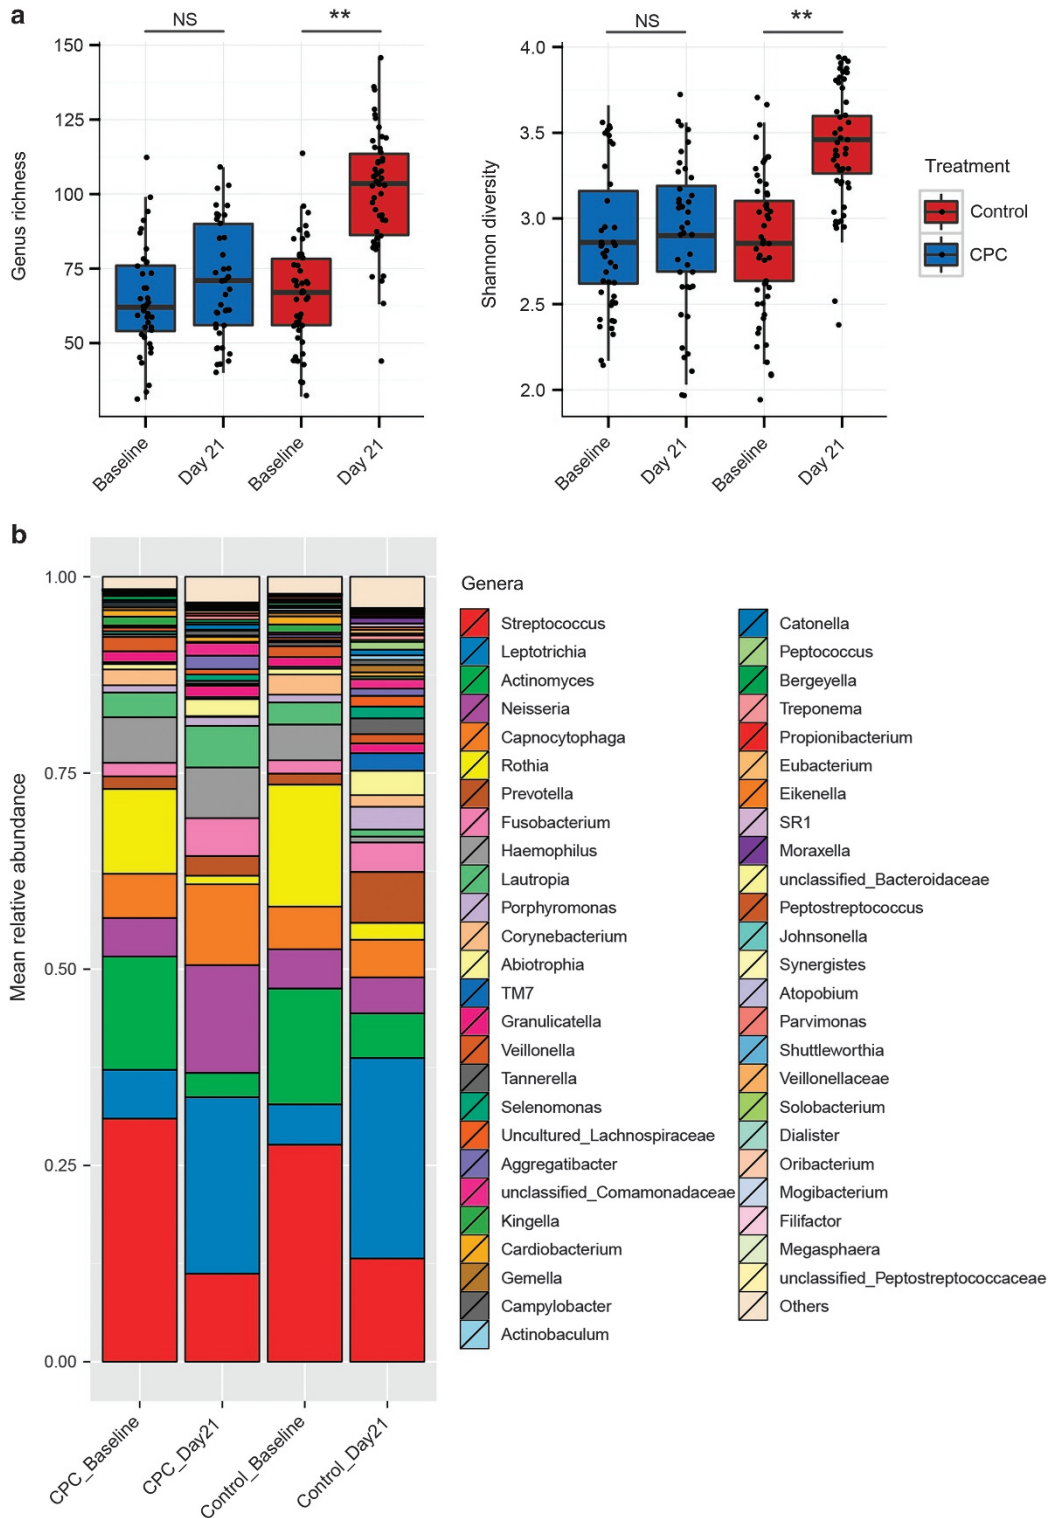 a
NS
**
150
125
100
75
50
Genus richness
Baseline
Day 21
Baseline
Day 21
NS
**
4.0
3.5
3.0
2.5
2.0
Shannon diversity
Baseline
Day 21
Baseline
Day 21
Treatment
Control
CPC
b
1.00
0.75
0.50
0.25
0.00
Mean relative abundance
CPC_Baseline
CPC_Day21
Control_Baseline
Control_Day21
Genera
Streptococcus
Leptotrichia
Actinomyces
Neisseria
Capnocytophaga
Rothia
Prevotella
Fusobacterium
Haemophilus
Lautropia
Porphyromonas
Corynebacterium
Abiotrophia
TM7
Granulicatella
Veillonella
Tannerella
Selenomonas
Uncultured_Lachnospiraceae
Aggregatibacter
unclassified_Comamonadaceae
Kingella
Cardiobacterium
Gemella
Campylobacter
Actinobaculum
Catonella
Peptococcus
Bergeyella
Treponema
Propionibacterium
Eubacterium
Eikenella
SR1
Moraxella
unclassified_Bacteroidaceae
Peptostreptococcus
Johnsonella
Synergistes
Atopobium
Parvimonas
Shuttleworthia
Veillonellaceae
Solobacterium
Dialister
Oribacterium
Mogibacterium
Filifactor
Megasphaera
unclassified_Peptostreptococcaceae
Others